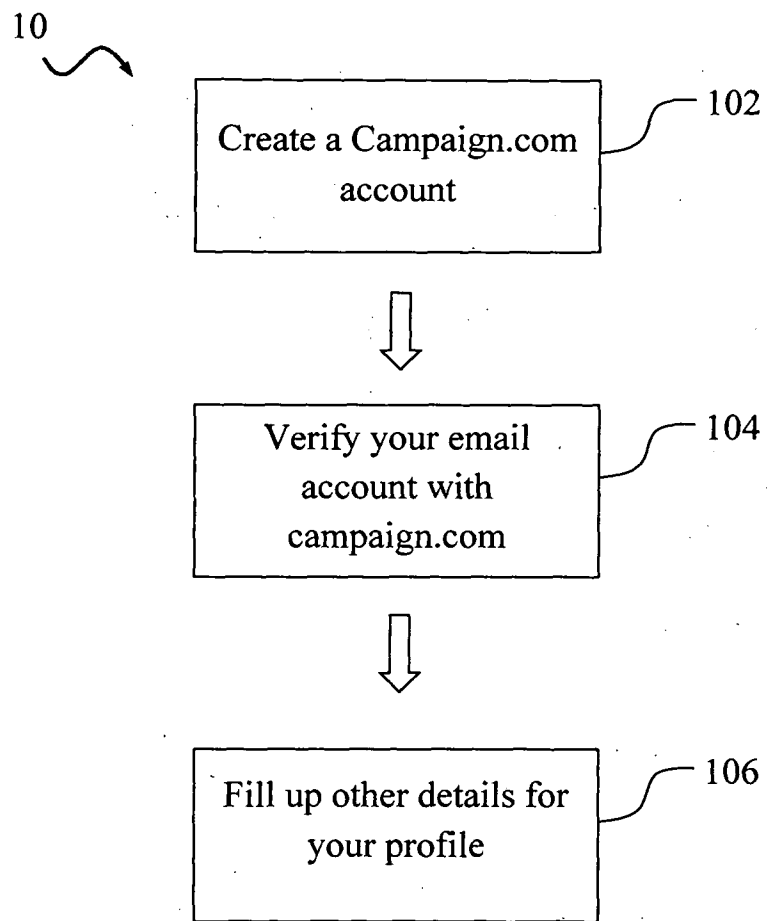 10
102
Create a Campaign.com
account
104
Verify your email
account with
campaign.com
106
Fill up other details for
your profile